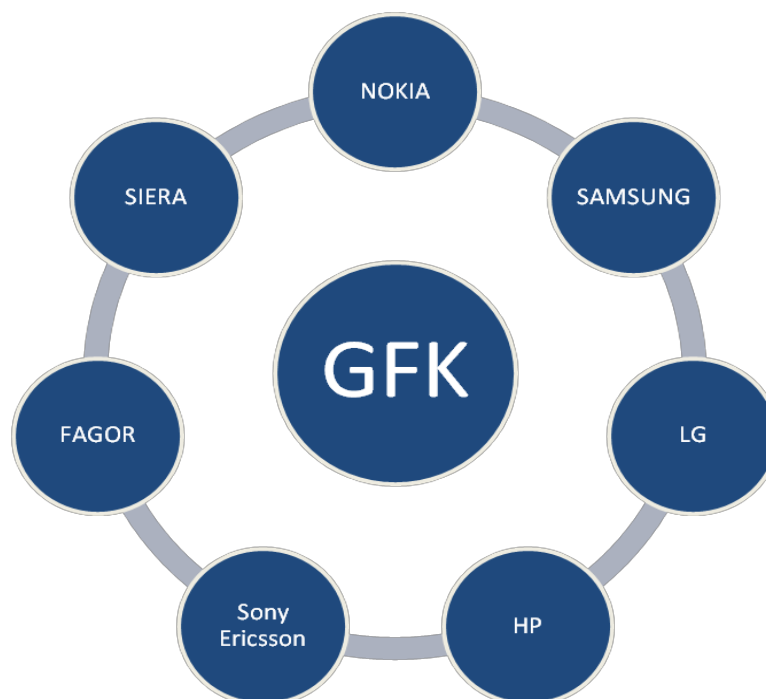 NOKIA
SIERA
SAMSUNG
GFK
FAGOR
LG
Sony
Ericsson
HP